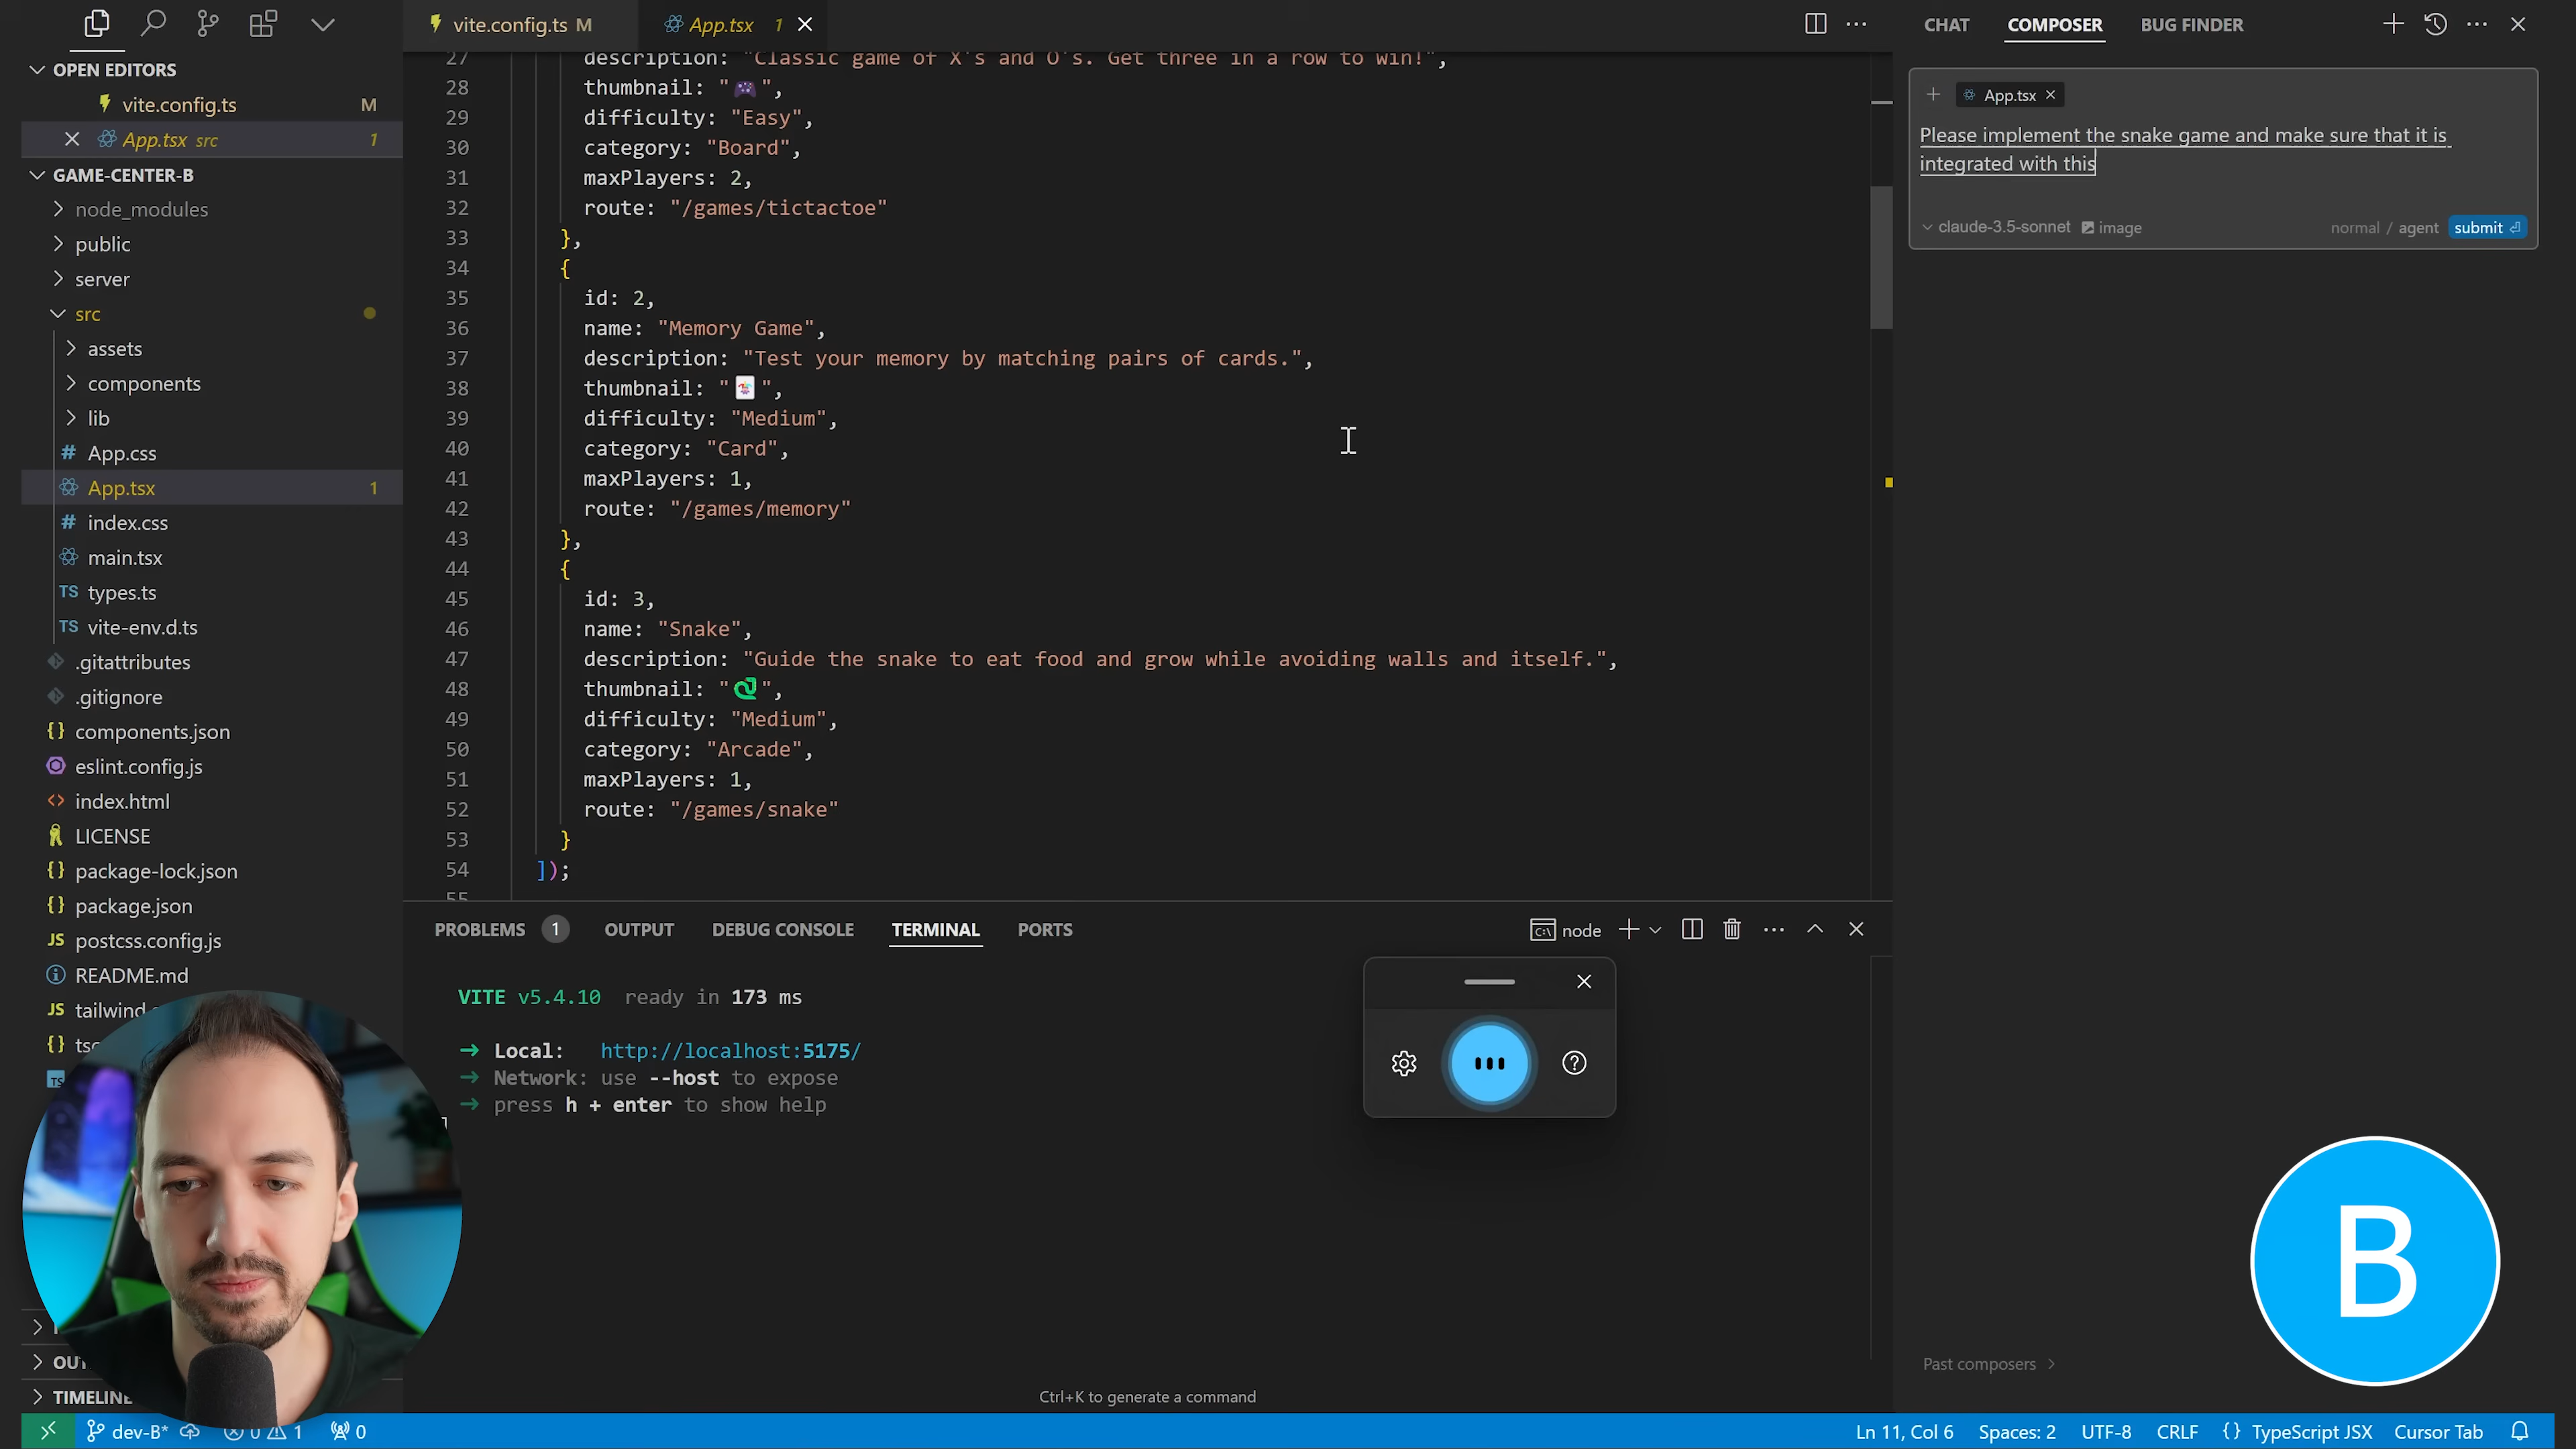 OPEN EDITORS
vite.config.ts M
App.tsx src 1
GAME-CENTER-B
node_modules
public
server
src
assets
components
lib
App.css
App.tsx 1
index.css
main.tsx
types.ts
vite-env.d.ts
.gitattributes
.gitignore
components.json
eslint.config.js
index.html
LICENSE
package-lock.json
package.json
postcss.config.js
README.md
TIMELINE
vite.config.ts M
App.tsx 1
27 description: "Classic game of X's and O's. Get three in a row to win!",
28 thumbnail: "🎮",
29 difficulty: "Easy",
30 category: "Board",
31 maxPlayers: 2,
32 route: "/games/tictactoe"
33 },
34 {
35 id: 2,
36 name: "Memory Game",
37 description: "Test your memory by matching pairs of cards.",
38 thumbnail: "🃏",
39 difficulty: "Medium",
40 category: "Card",
41 maxPlayers: 1,
42 route: "/games/memory"
43 },
44 {
45 id: 3,
46 name: "Snake",
47 description: "Guide the snake to eat food and grow while avoiding walls and itself.",
48 thumbnail: "🐍",
49 difficulty: "Medium",
50 category: "Arcade",
51 maxPlayers: 1,
52 route: "/games/snake"
53 }
54 ]);
55
PROBLEMS 1 OUTPUT DEBUG CONSOLE TERMINAL PORTS
node
VITE v5.4.10 ready in 173 ms
➜ Local: http://localhost:5175/
➜ Network: use --host to expose
➜ press h + enter to show help
Ctrl+K to generate a command
CHAT COMPOSER BUG FINDER
App.tsx
Please implement the snake game and make sure that it is
integrated with this
claude-3.5-sonnet image normal / agent submit
Past composers
B
dev-B* 0 1 0
Ln 11, Col 6 Spaces: 2 UTF-8 CRLF {} TypeScript JSX Cursor Tab